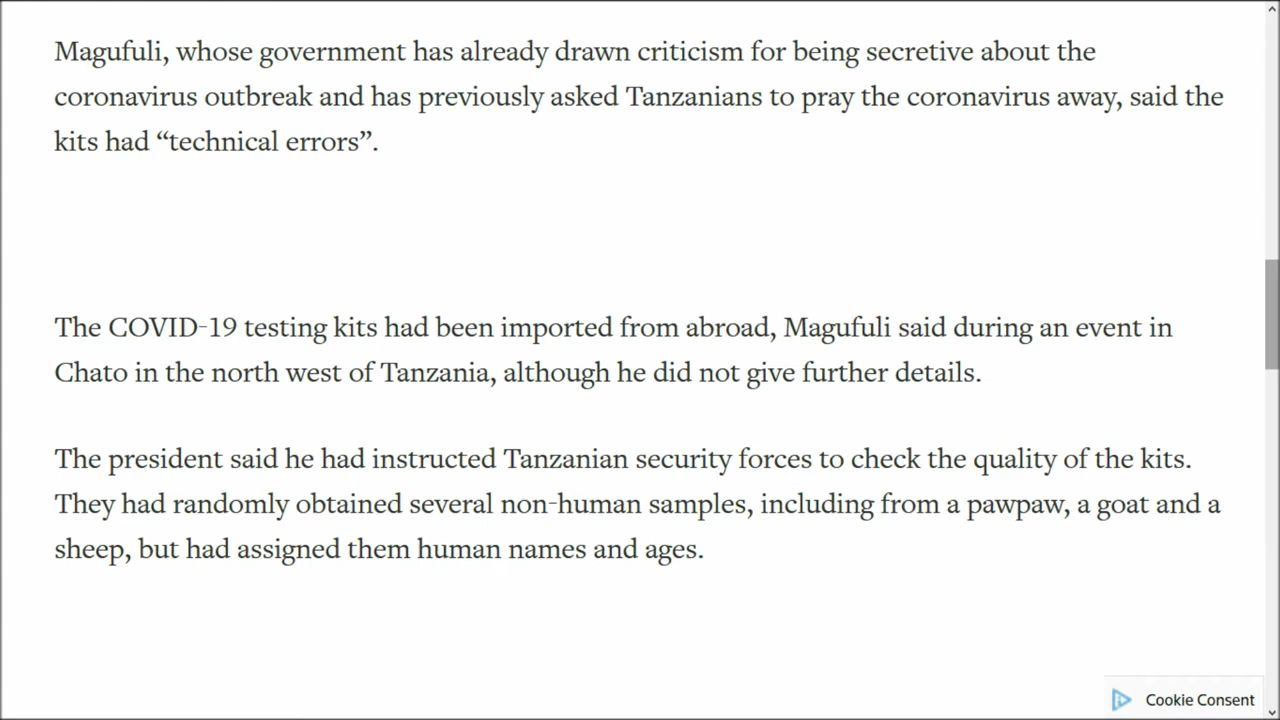 Magufuli, whose government has already drawn criticism for being secretive about the
coronavirus outbreak and has previously asked Tanzanians to pray the coronavirus away, said the
kits had “technical errors”.
The COVID-19 testing kits had been imported from abroad, Magufuli said during an event in
Chato in the north west of Tanzania, although he did not give further details.
The president said he had instructed Tanzanian security forces to check the quality of the kits.
They had randomly obtained several non-human samples, including from a pawpaw, a goat and a
sheep, but had assigned them human names and ages.
Cookie Consent